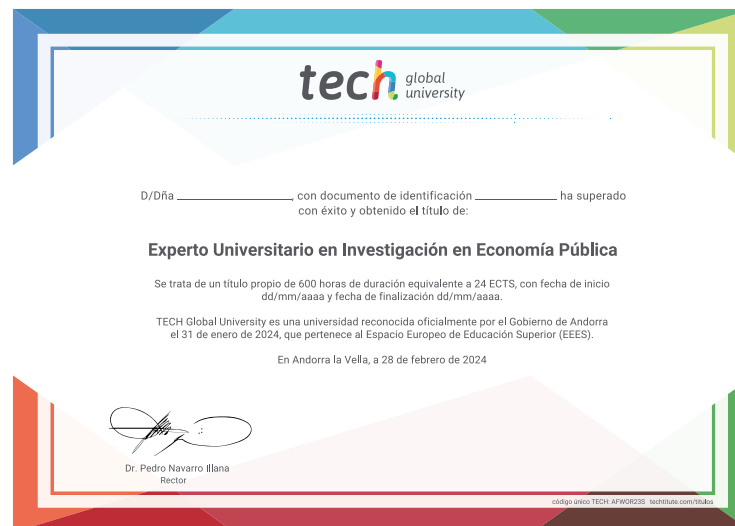 tech global university
D/Dña ______________, con documento de identificación __________ ha superado
con éxito y obtenido el título de:
Experto Universitario en Investigación en Economía Pública
Se trata de un título propio de 600 horas de duración equivalente a 24 ECTS, con fecha de inicio
dd/mm/aaaa y fecha de finalización dd/mm/aaaa.
TECH Global University es una universidad reconocida oficialmente por el Gobierno de Andorra
el 31 de enero de 2024, que pertenece al Espacio Europeo de Educación Superior (EEES).
En Andorra la Vella, a 28 de febrero de 2024
Dr. Pedro Navarro Illana
Rector
código único TECH: AFWOR23S techtitute.com/titulos